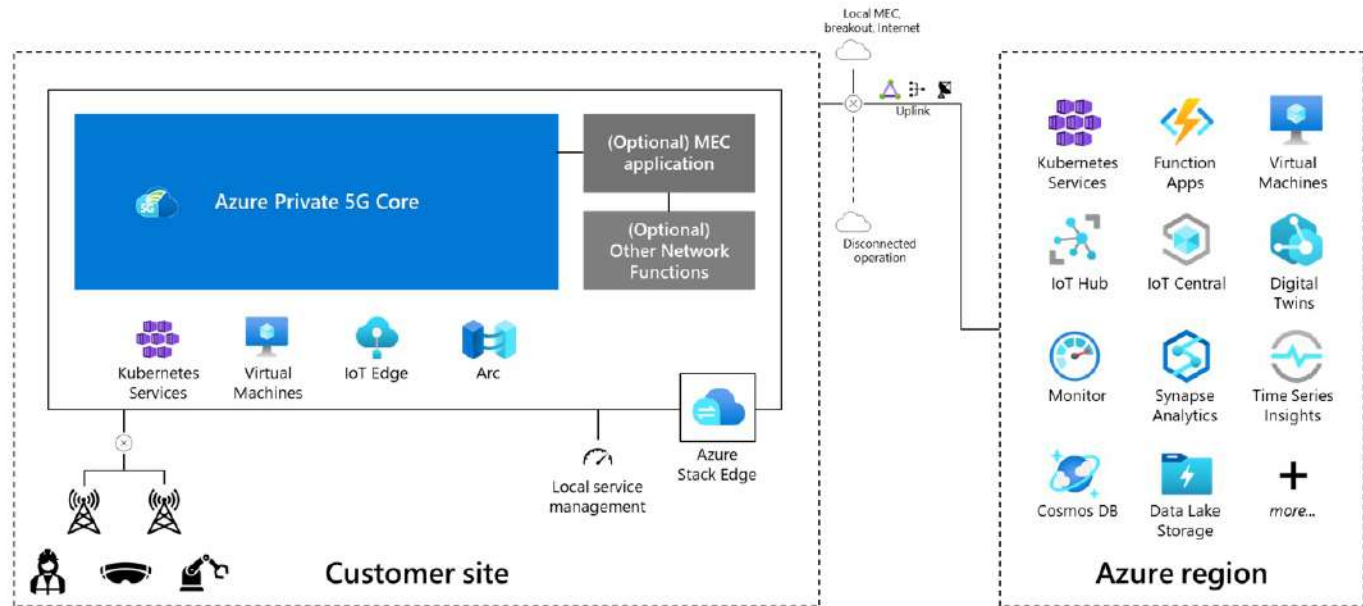 Local MEC,
breakout, Internet
Uplink
Disconnected
operation
(Optional) MEC
application
5G
Azure Private 5G Core
(Optional)
Other Network
Functions
Kubernetes
Services
Virtual
Machines
IoT Edge
Arc
Azure
Stack Edge
Local service
management
Customer site
Kubernetes
Services
Function
Apps
Virtual
Machines
IoT Hub
IoT Central
Digital
Twins
Monitor
Synapse
Analytics
Time Series
Insights
Cosmos DB
Data Lake
Storage
more...
Azure region